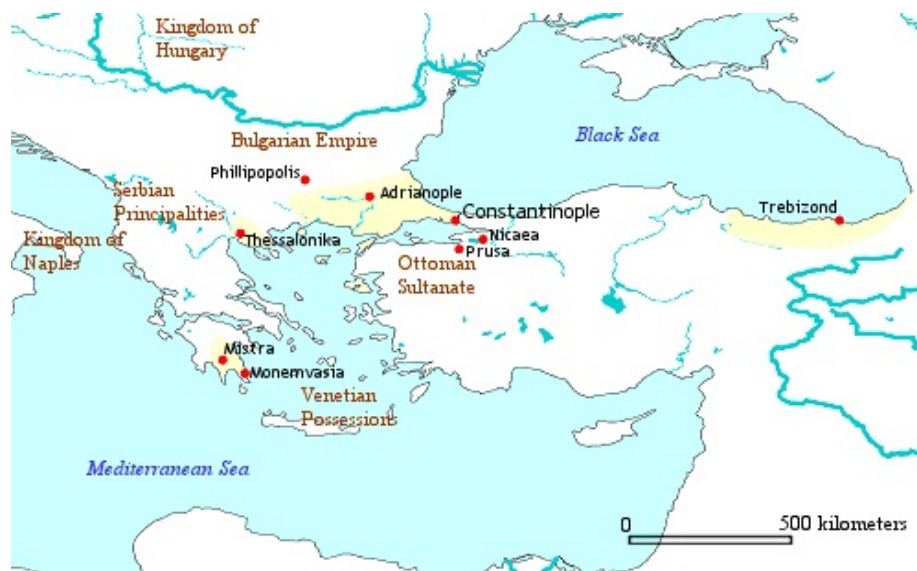 Kingdom of
Hungary
Black Sea
Bulgarian Empire
Phillipopolis
Serbian
Principalities
Adrianople
Constantinople
Trebizond
Kingdom of
Naples
Thessalonika
Nicaea
Prusa
Ottoman
Sultanate
Mistra
Monemvasia
Venetian
Possessions
Mediterranean Sea
0
500 kilometers